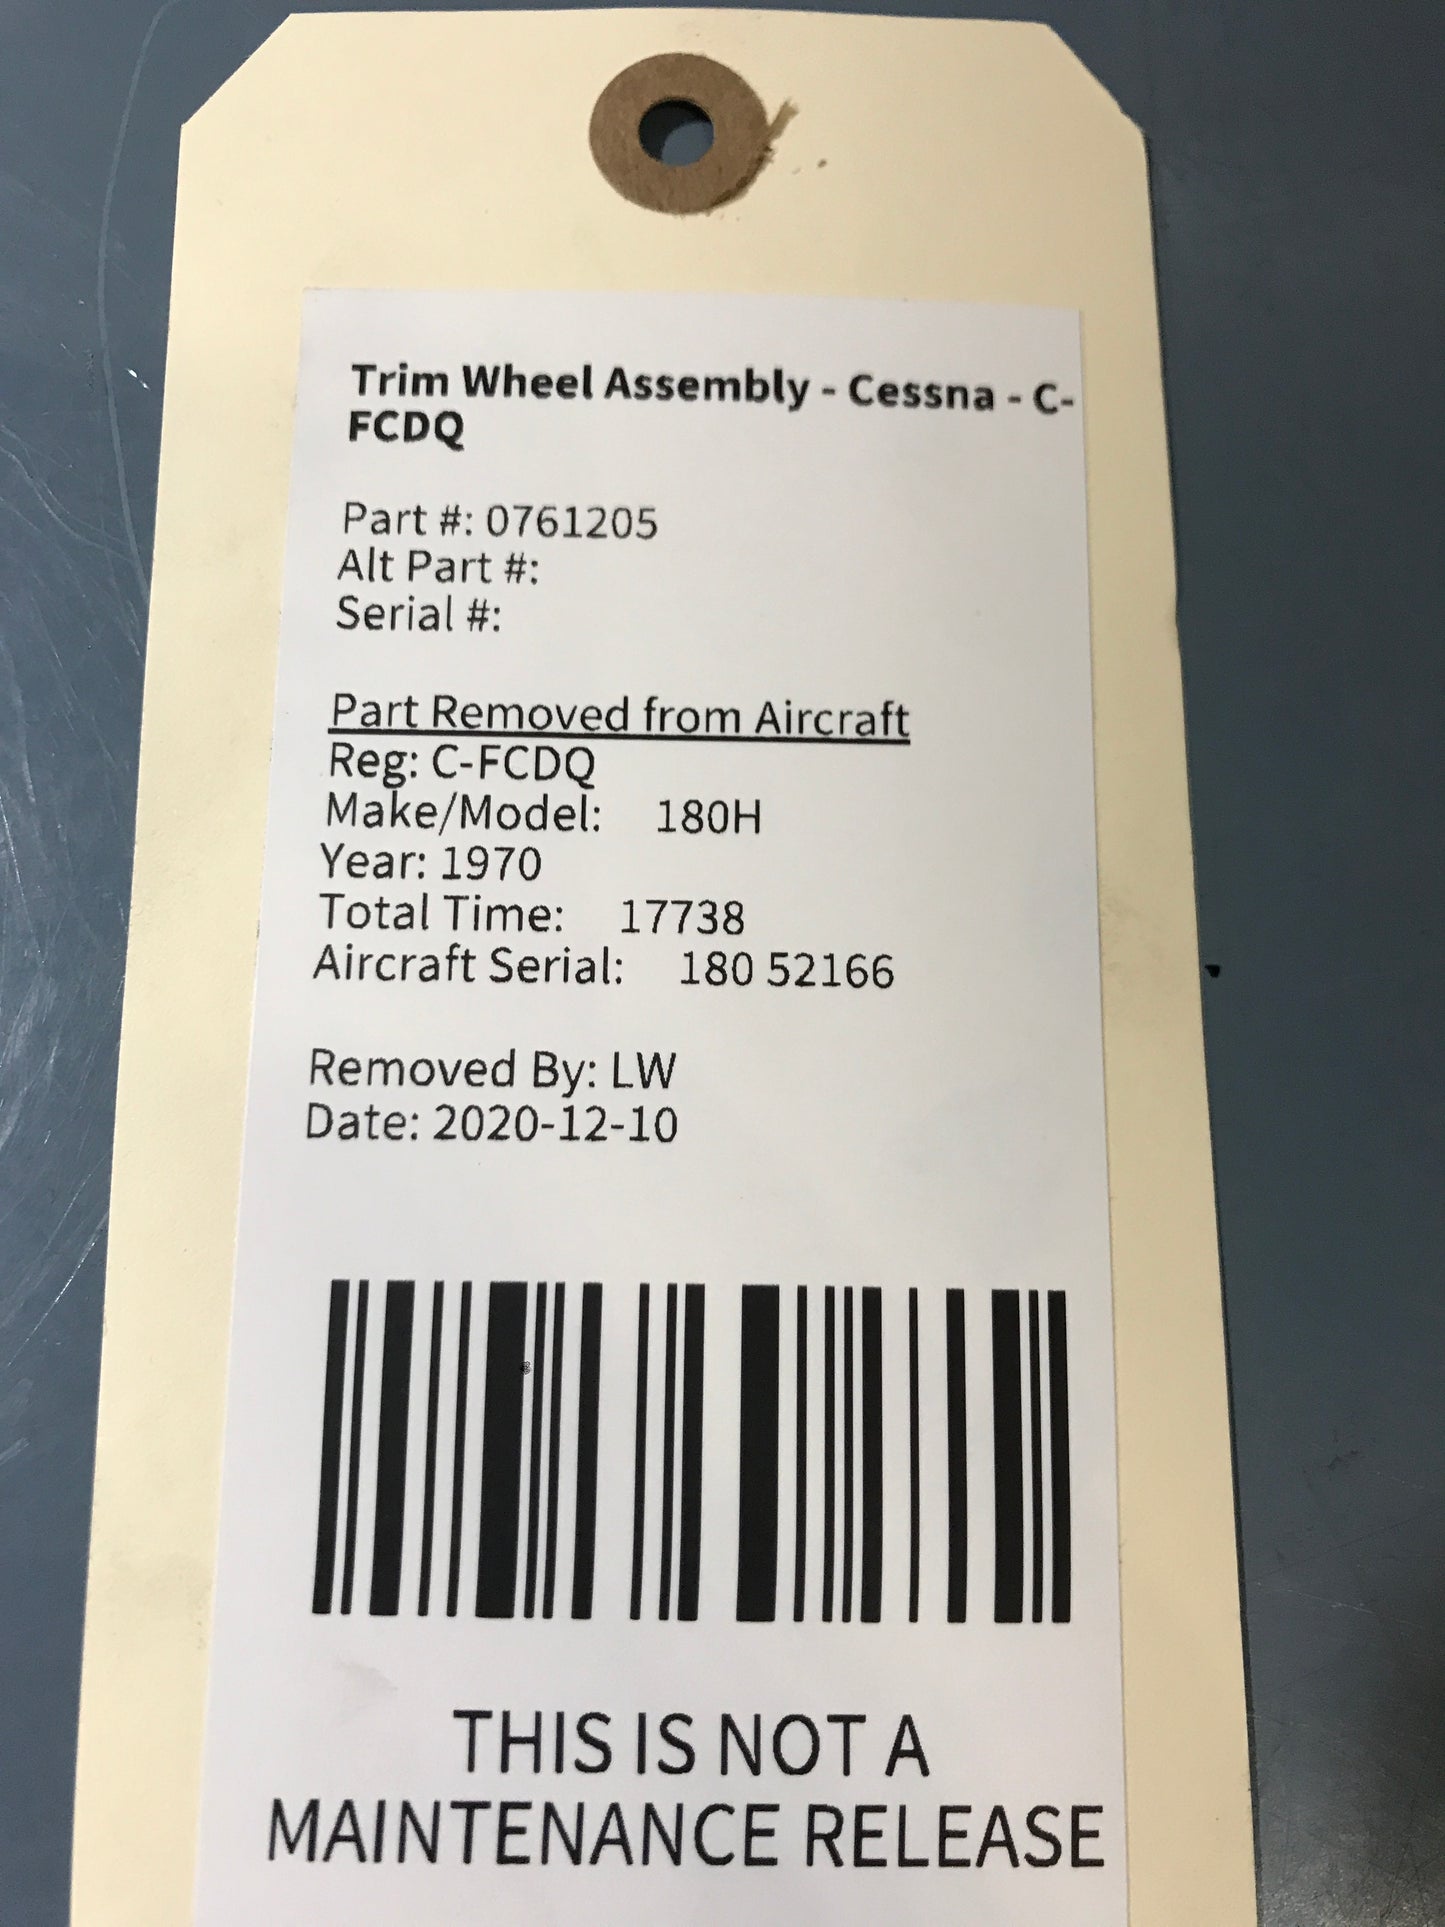 Trim Wheel Assembly - Cessna - C-
FCDQ
Part #: 0761205
Alt Part #:
Serial #:
Part Removed from Aircraft
Reg: C-FCDQ
Make/Model: 180H
Year: 1970
Total Time: 17738
Aircraft Serial: 180 52166
Removed By: LW
Date: 2020-12-10
THIS IS NOT A
MAINTENANCE RELEASE